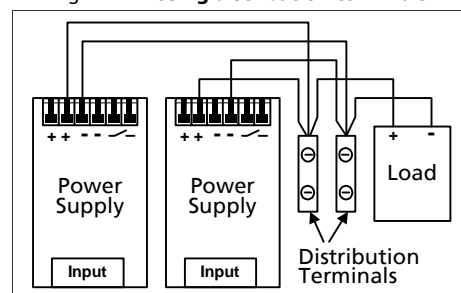 + + - -
+ + - -
+ -
Power
Supply
Power
Supply
Load
Input
Input
Distribution
Terminals